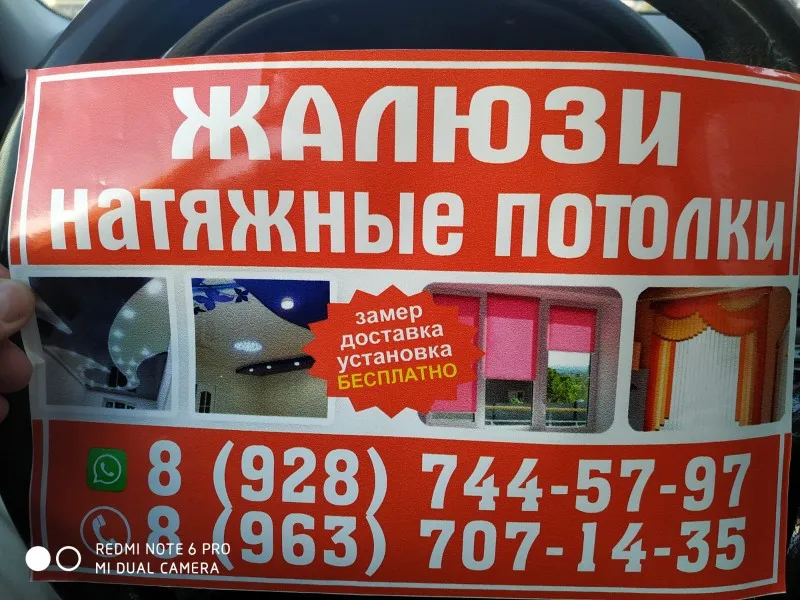 ЖАЛЮЗИ
НАТЯЖНЫЕ ПОТОЛКИ
замер
доставка
установка
БЕСПЛАТНО
8 (928) 744-57-97
8 (963) 707-14-35
REDMI NOTE 6 PRO
MI DUAL CAMERA